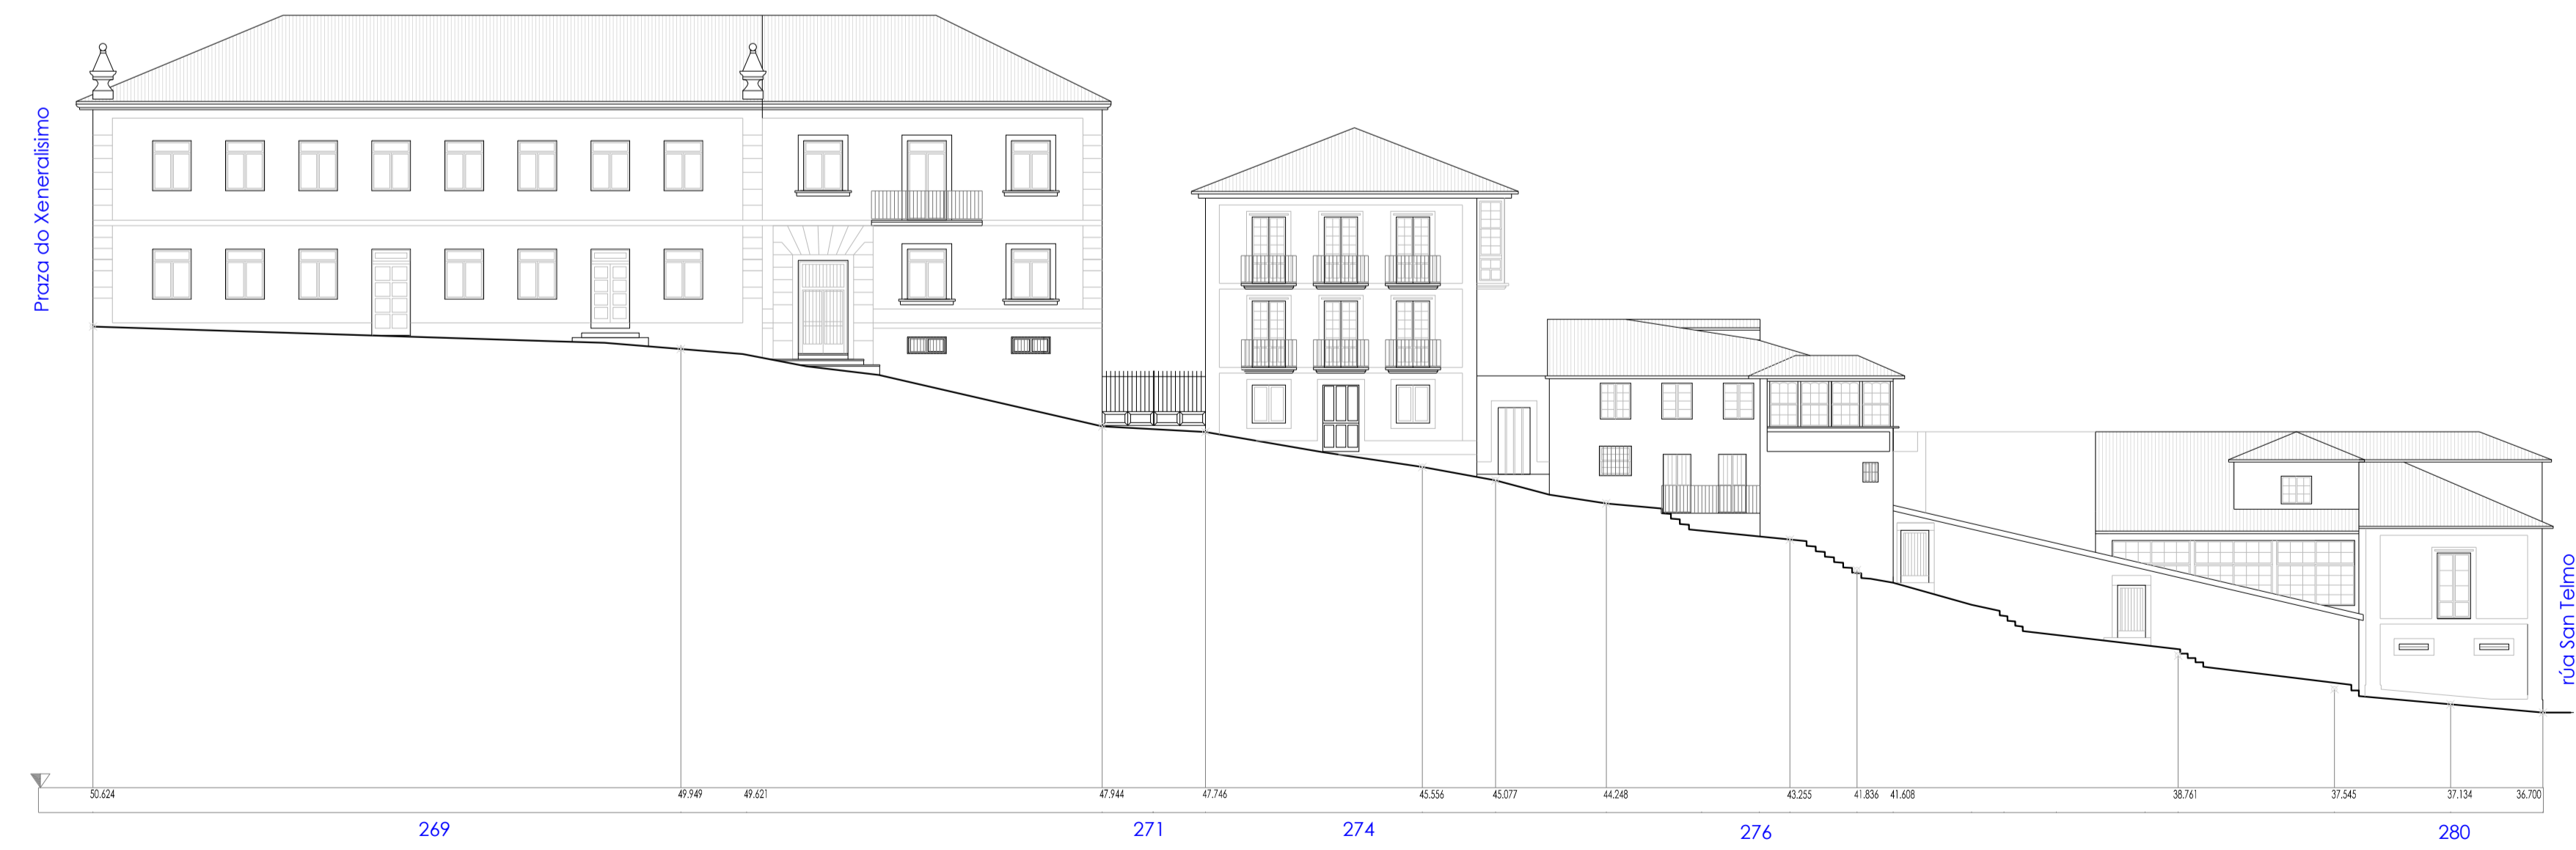 Praza do Xeneralisimo
rúa San Telmo
50.624 49.949 49.621 47.944 47.746 45.556 45.077 44.248 43.255 41.836 41.608 38.761 37.545 37.134 36.700
269 271 274 276 280